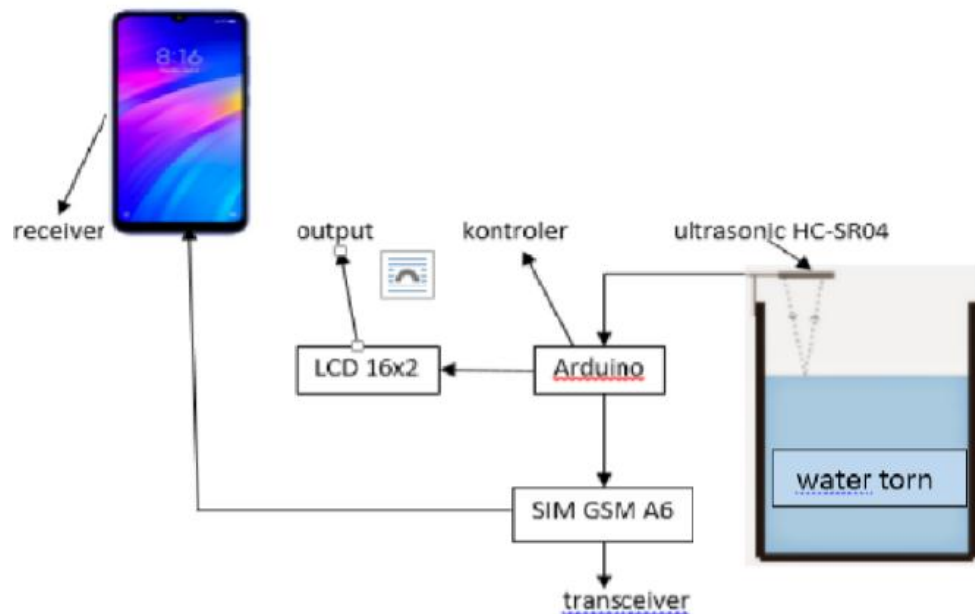 8:16
receiver
output
kontroler
ultrasonic HC-SR04
LCD 16x2
Arduino
water torn
SIM GSM A6
transceiver